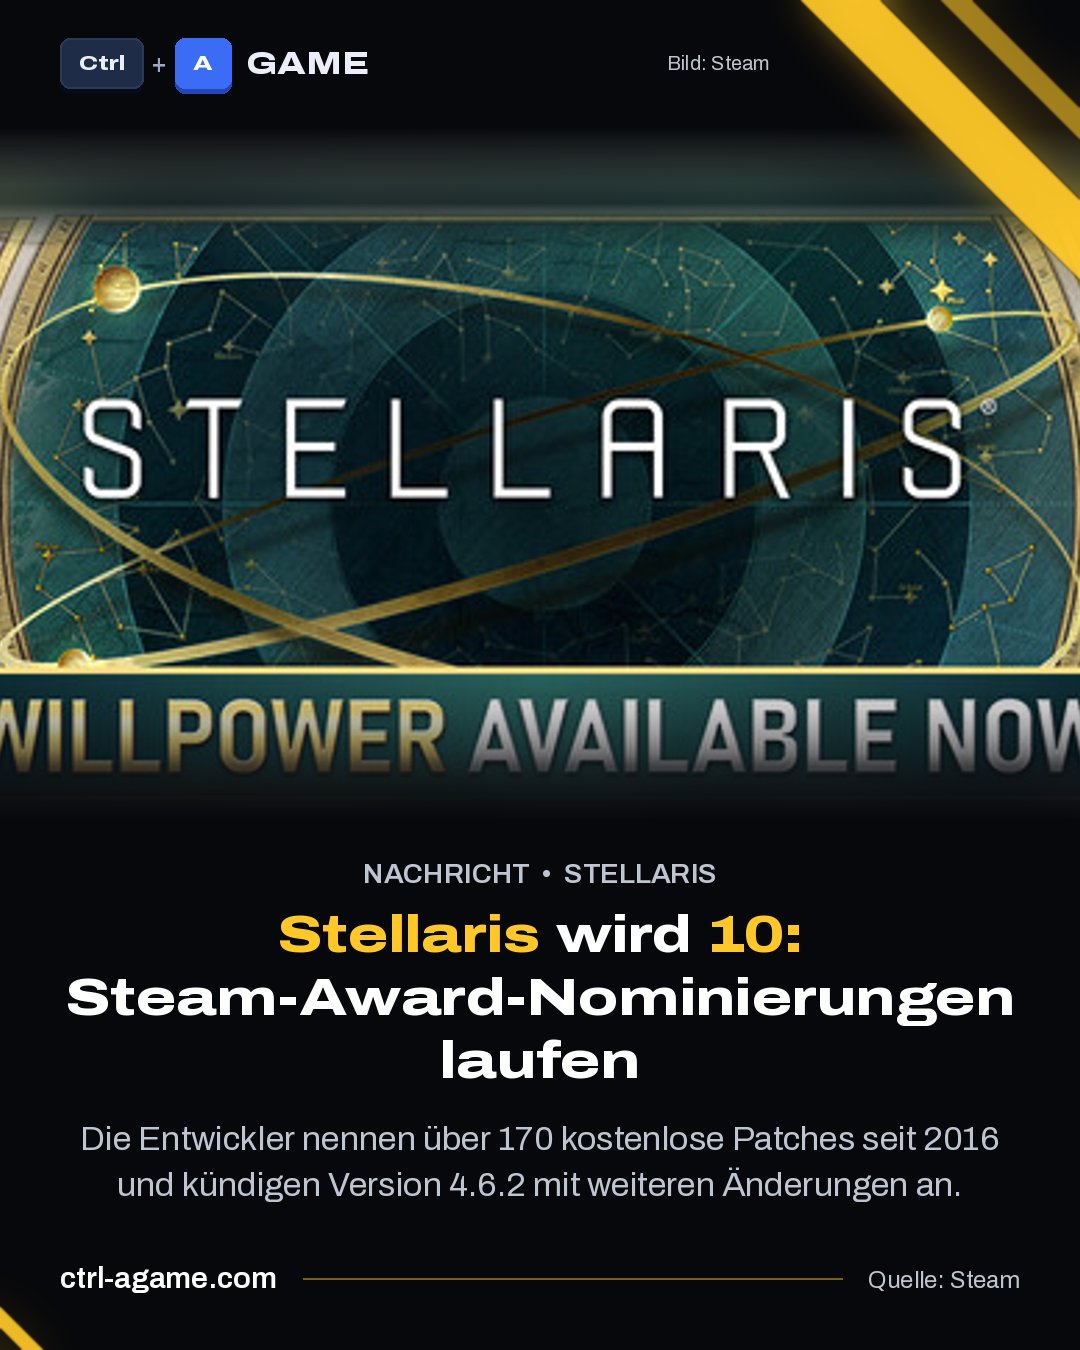 Ctrl + A GAME
Bild: Steam
STELLARIS®
WILLPOWER AVAILABLE NOW
NACHRICHT • STELLARIS
Stellaris wird 10:
Steam-Award-Nominierungen
laufen
Die Entwickler nennen über 170 kostenlose Patches seit 2016
und kündigen Version 4.6.2 mit weiteren Änderungen an.
ctrl-agame.com
Quelle: Steam